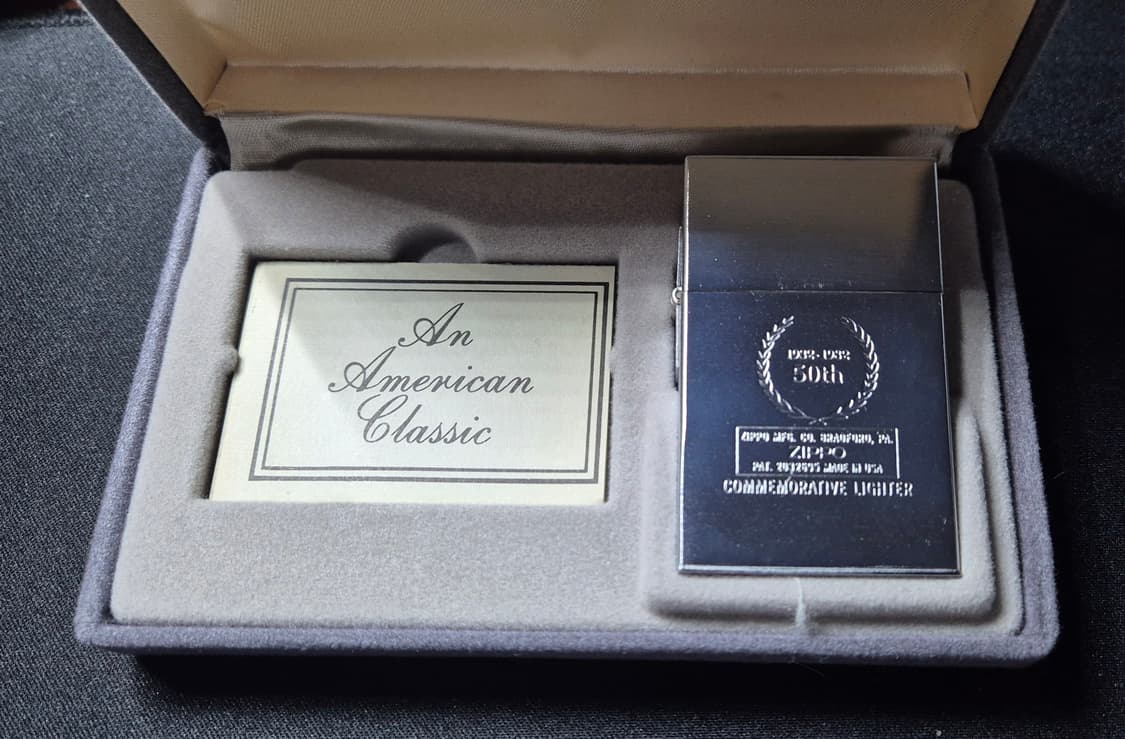 An
American
Classic
1932-1982
50th
ZIPPO MFG. CO. BRADFORD, PA.
ZIPPO
PAT. 2032695 MADE IN USA
COMMEMORATIVE LIGHTER